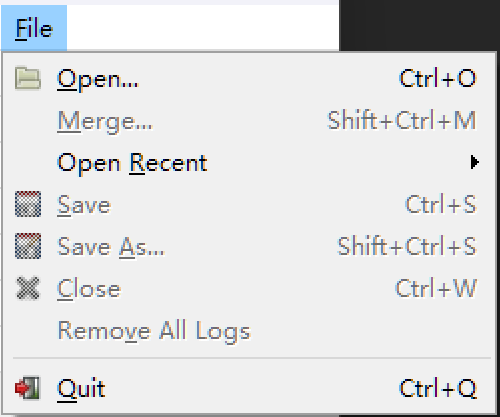 File
Open... Ctrl+O
Merge... Shift+Ctrl+M
Open Recent
Save Ctrl+S
Save As... Shift+Ctrl+S
Close Ctrl+W
Remove All Logs
Quit Ctrl+Q